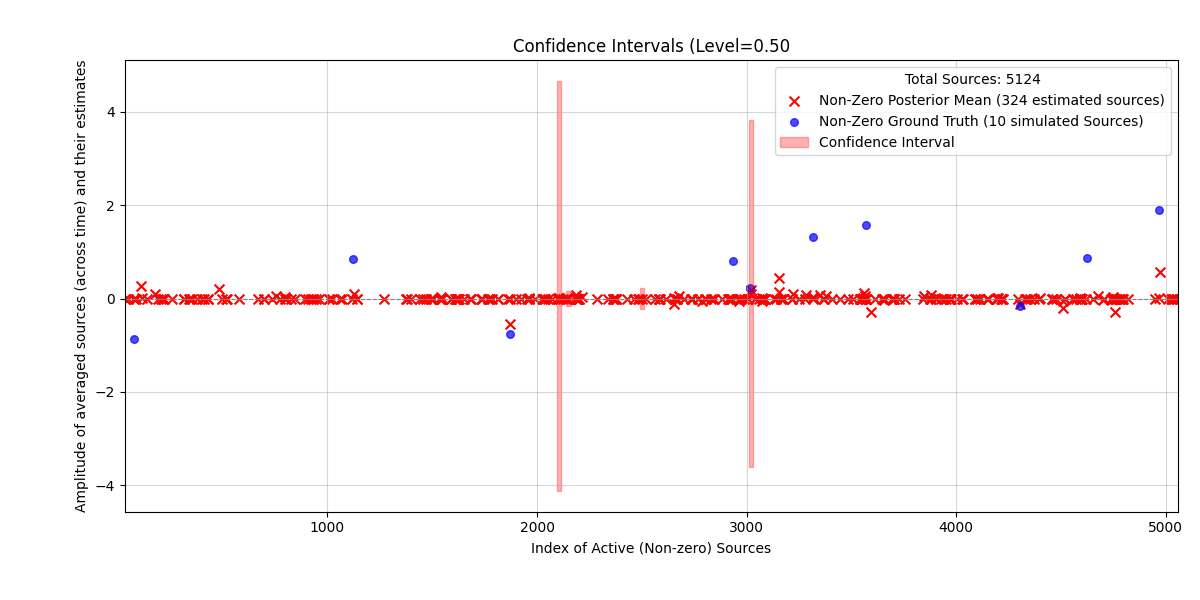 Confidence Intervals (Level=0.50
Total Sources: 5124
Non-Zero Posterior Mean (324 estimated sources)
Non-Zero Ground Truth (10 simulated Sources)
Confidence Interval
Amplitude of averaged sources (across time) and their estimates
4
2
0
−2
−4
1000 2000 3000 4000 5000
Index of Active (Non-zero) Sources